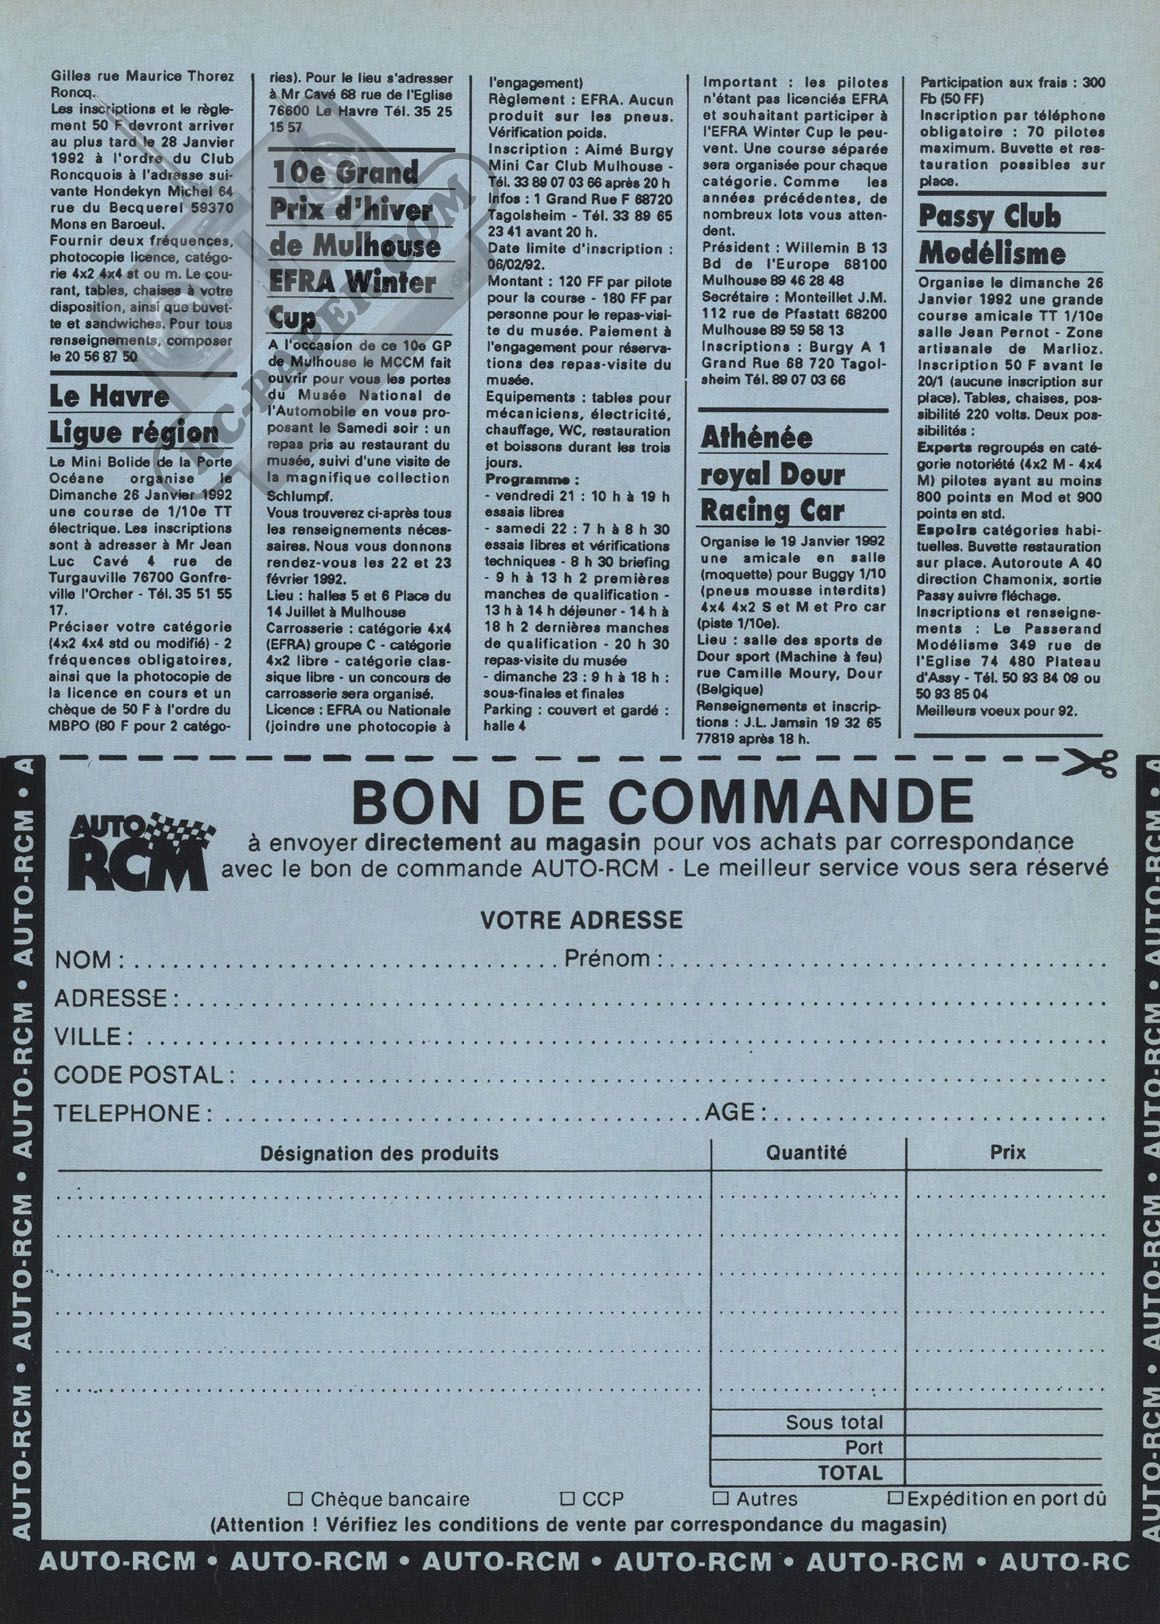 Gilles rue Maurice Thorez
Roncq.
Les inscriptions et le règle-
ment 50 F devront arriver
au plus tard le 28 Janvier
1992 à l'ordre du Club
Roncquois à l'adresse sui-
vante Hondekyn Michel 64
rue du Becquerel 59370
Mons en Baroeul.
Fournir deux fréquences,
photocopie licence, catégo-
rie 4x2 4x4 st ou m. Le cou-
rant, tables, chaises à votre
disposition, ainsi que buvet-
te et sandwiches. Pour tous
renseignements, composer
le 20 56 87 50
Le Havre
Ligue région
Le Mini Bolide de la Porte
Océane organise le
Dimanche 26 Janvier 1992
une course de 1/10e TT
électrique. Les inscriptions
sont à adresser à Mr Jean
Luc Cavé 4 rue de
Turgauville 76700 Gonfre-
ville l'Orcher - Tél. 35 51 55
17.
Préciser votre catégorie
(4x2 4x4 std ou modifié) - 2
fréquences obligatoires,
ainsi que la photocopie de
la licence en cours et un
chèque de 50 F à l'ordre du
MBPO (80 F pour 2 catégo-
ries). Pour le lieu s'adresser
à Mr Cavé 68 rue de l'Eglise
76600 Le Havre Tél. 35 25
15 57
10e Grand
Prix d'hiver
de Mulhouse
EFRA Winter
Cup
A l'occasion de ce 10e GP
de Mulhouse le MCCM fait
ouvrir pour vous les portes
du Musée National de
l'Automobile en vous pro-
posant le Samedi soir : un
repas pris au restaurant du
musée, suivi d'une visite de
la magnifique collection
Schlumpf.
Vous trouverez ci-après tous
les renseignements néces-
saires. Nous vous donnons
rendez-vous les 22 et 23
février 1992.
Lieu : halles 5 et 6 Place du
14 Juillet à Mulhouse
Carrosserie : catégorie 4x4
(EFRA) groupe C - catégorie
4x2 libre - catégorie clas-
sique libre - un concours de
carrosserie sera organisé.
Licence : EFRA ou Nationale
(joindre une photocopie à
l'engagement)
Règlement : EFRA. Aucun
produit sur les pneus.
Vérification poids.
Inscription : Aimé Burgy
Mini Car Club Mulhouse -
Tél. 33 89 07 03 66 après 20 h
Infos : 1 Grand Rue F 68720
Tagolsheim - Tél. 33 89 65
23 41 avant 20 h.
Date limite d'inscription :
06/02/92.
Montant : 120 FF par pilote
pour la course - 180 FF par
personne pour le repas-visi-
te du musée. Paiement à
l'engagement pour réserva-
tions des repas-visite du
musée.
Equipements : tables pour
mécaniciens, électricité,
chauffage, WC, restauration
et boissons durant les trois
jours.
Programme :
- vendredi 21 : 10 h à 19 h
essais libres
- samedi 22 : 7 h à 8 h 30
essais libres et vérifications
techniques - 8 h 30 briefing
- 9 h à 13 h 2 premières
manches de qualification -
13 h à 14 h déjeuner - 14 h à
18 h 2 dernières manches
de qualification - 20 h 30
repas-visite du musée
- dimanche 23 : 9 h à 18 h :
sous-finales et finales
Parking : couvert et gardé :
halle 4
Important : les pilotes
n'étant pas licenciés EFRA
et souhaitant participer à
l'EFRA Winter Cup le peu-
vent. Une course séparée
sera organisée pour chaque
catégorie. Comme les
années précédentes, de
nombreux lots vous atten-
dent.
Président : Willemin B 13
Bd de l'Europe 68100
Mulhouse 89 46 28 48
Secrétaire : Monteillet J.M.
112 rue de Pfastatt 68200
Mulhouse 89 59 58 13
Inscriptions : Burgy A 1
Grand Rue 68 720 Tagol-
sheim Tél. 89 07 03 66
Athénée
royal Dour
Racing Car
Organise le 19 Janvier 1992
une amicale en salle
(moquette) pour Buggy 1/10
(pneus mousse interdits)
4x4 4x2 S et M et Pro car
(piste 1/10e).
Lieu : salle des sports de
Dour sport (Machine à feu)
rue Camille Moury, Dour
(Belgique)
Renseignements et inscrip-
tions : J.L. Jamsin 19 32 65
77819 après 18 h.
Participation aux frais : 300
Fb (50 FF)
Inscription par téléphone
obligatoire : 70 pilotes
maximum. Buvette et res-
tauration possibles sur
place.
Passy Club
Modélisme
Organise le dimanche 26
Janvier 1992 une grande
course amicale TT 1/10e
salle Jean Pernot - Zone
artisanale de Marlioz.
Inscription 50 F avant le
20/1 (aucune inscription sur
place). Tables, chaises, pos-
sibilité 220 volts. Deux pos-
sibilités :
Experts regroupés en caté-
gorie notoriété (4x2 M - 4x4
M) pilotes ayant au moins
800 points en Mod et 900
points en std.
Espoirs catégories habi-
tuelles. Buvette restauration
sur place. Autoroute A 40
direction Chamonix, sortie
Passy suivre fléchage.
Inscriptions et renseigne-
ments : Le Passerand
Modélisme 349 rue de
l'Eglise 74 480 Plateau
d'Assy - Tél. 50 93 84 09 ou
50 93 85 04
Meilleurs voeux pour 92.
RC-PAPER.COM
AUTO RCM
BON DE COMMANDE
à envoyer directement au magasin pour vos achats par correspondance
avec le bon de commande AUTO-RCM - Le meilleur service vous sera réservé
VOTRE ADRESSE
NOM : Prénom :
ADRESSE :
VILLE :
CODE POSTAL :
TELEPHONE : AGE :
Désignation des produits Quantité Prix
Sous total
Port
TOTAL
☐ Chèque bancaire ☐ CCP ☐ Autres ☐ Expédition en port dû
(Attention ! Vérifiez les conditions de vente par correspondance du magasin)
AUTO-RCM • AUTO-RCM • AUTO-RCM • AUTO-RCM • A
AUTO-RCM • AUTO-RCM • AUTO-RCM • AUTO-RCM • A
AUTO-RCM • AUTO-RCM • AUTO-RCM • AUTO-RCM • AUTO-RCM • AUTO-RC